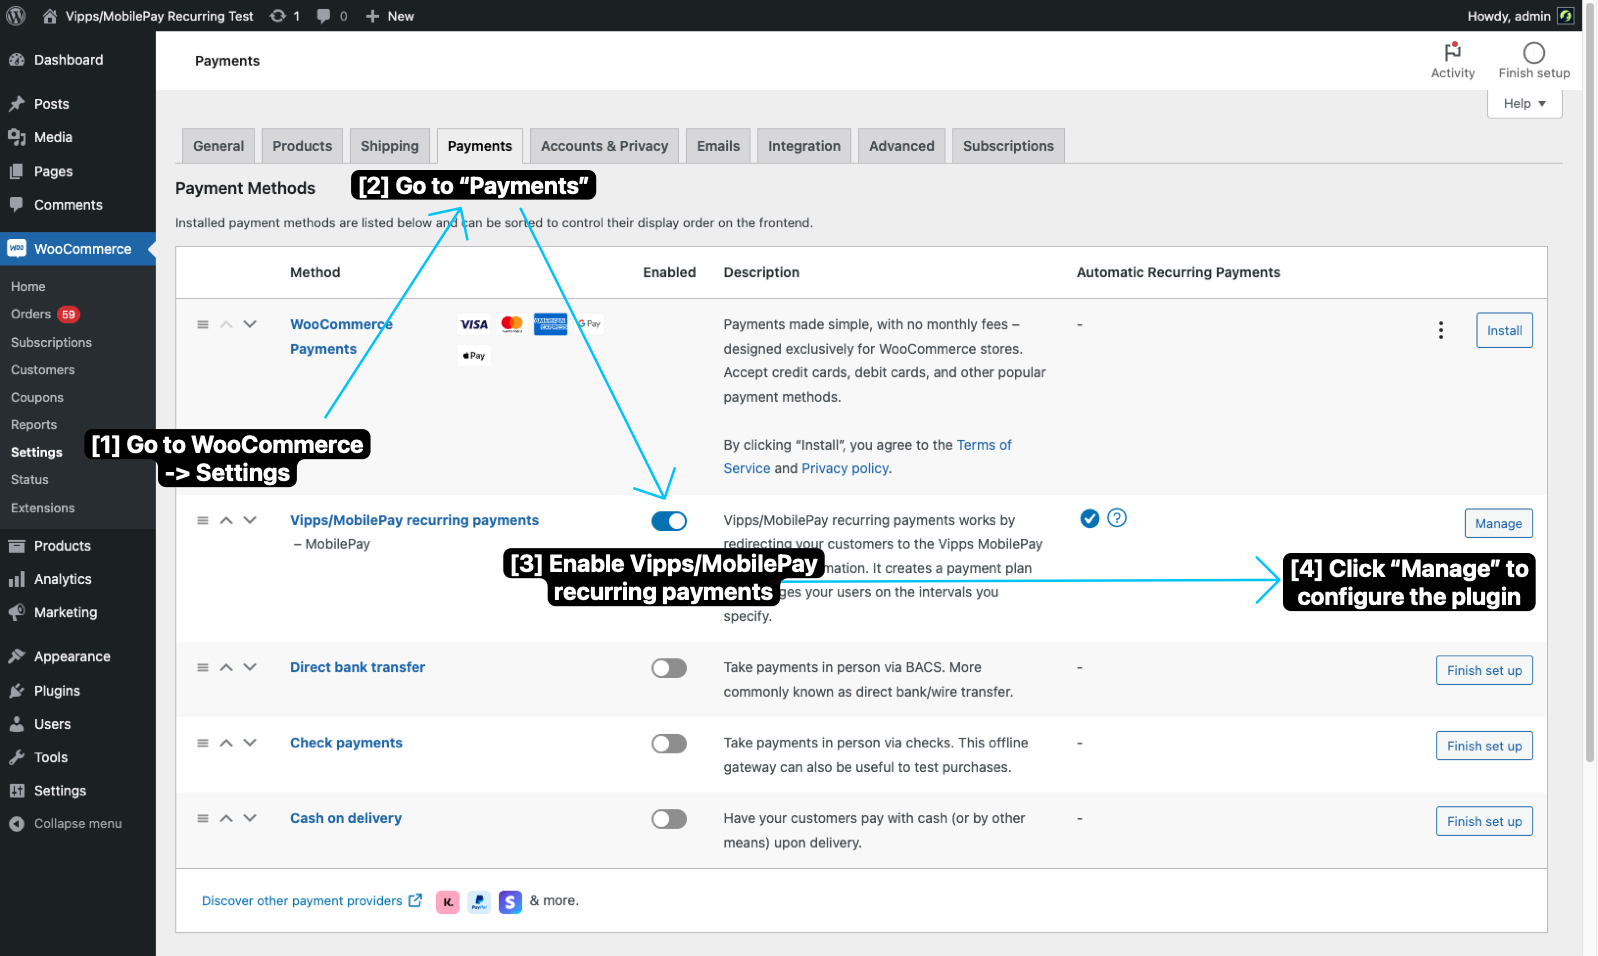 Vipps/MobilePay Recurring Test 1 0 New Howdy, admin
Dashboard
Posts
Media
Pages
Comments
WooCommerce
Home
Orders 59
Subscriptions
Customers
Coupons
Reports
Settings
Status
Extensions
Products
Analytics
Marketing
Appearance
Plugins
Users
Tools
Settings
Collapse menu
Payments
Activity
Finish setup
Help
General Products Shipping Payments Accounts & Privacy Emails Integration Advanced Subscriptions
Payment Methods
[2] Go to “Payments”
Installed payment methods are listed below and can be sorted to control their display order on the frontend.
Method Enabled Description Automatic Recurring Payments
WooCommerce
Payments
VISA
AMERICAN EXPRESS
G Pay
Pay
Payments made simple, with no monthly fees –
designed exclusively for WooCommerce stores.
Accept credit cards, debit cards, and other popular
payment methods.
By clicking “Install”, you agree to the Terms of
Service and Privacy policy.
-
Install
[1] Go to WooCommerce
-> Settings
Vipps/MobilePay recurring payments
– MobilePay
Vipps/MobilePay recurring payments works by
redirecting your customers to the Vipps MobilePay
mation. It creates a payment plan
ges your users on the intervals you
specify.
?
Manage
[3] Enable Vipps/MobilePay
recurring payments
[4] Click “Manage” to
configure the plugin
Direct bank transfer
Take payments in person via BACS. More
commonly known as direct bank/wire transfer.
-
Finish set up
Check payments
Take payments in person via checks. This offline
gateway can also be useful to test purchases.
-
Finish set up
Cash on delivery
Have your customers pay with cash (or by other
means) upon delivery.
-
Finish set up
Discover other payment providers K. PayPal S & more.